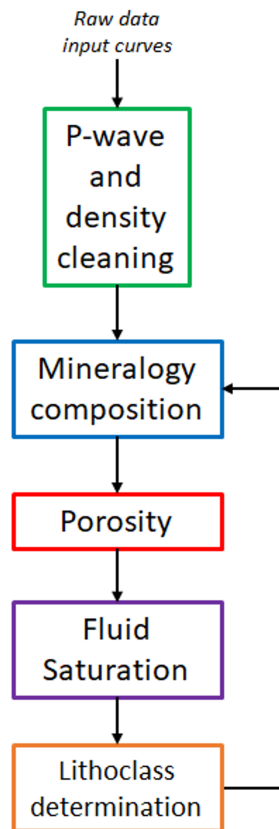 Raw data
input curves
P-wave
and
density
cleaning
Mineralogy
composition
Porosity
Fluid
Saturation
Lithoclass
determination